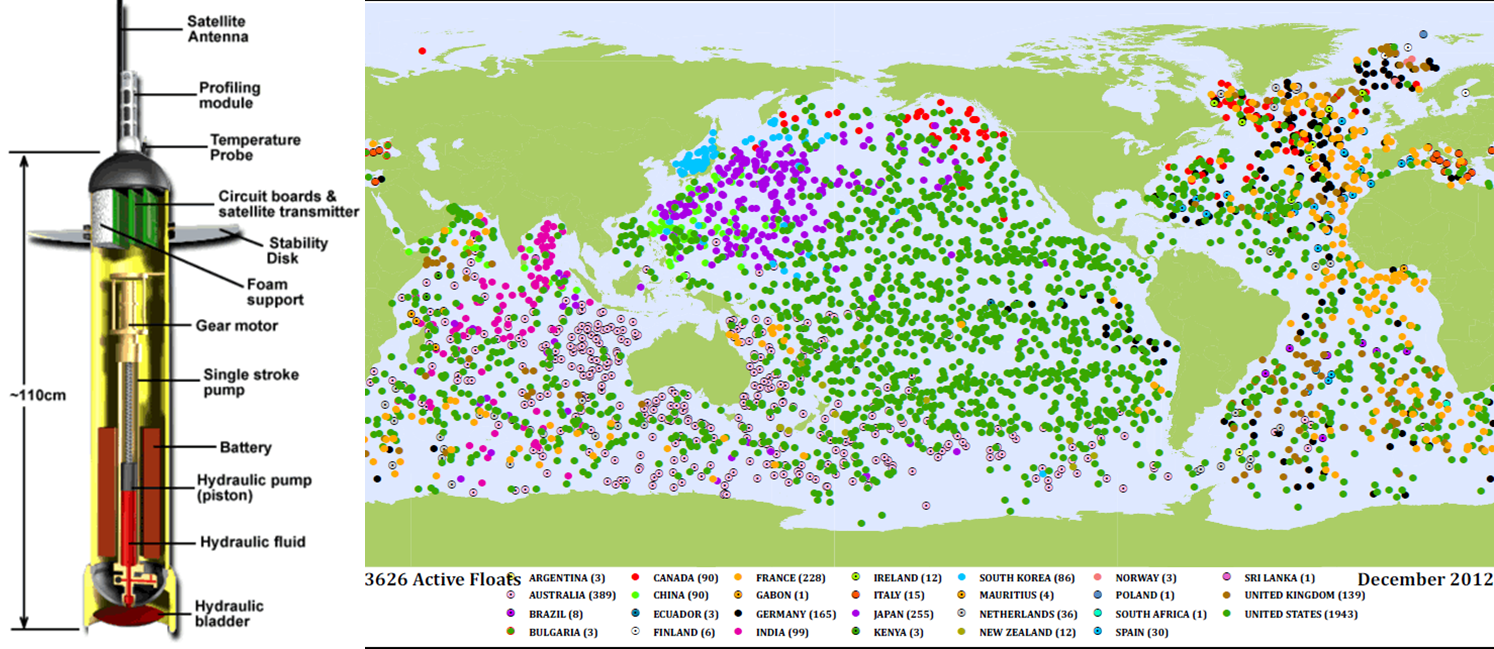 Satellite
Antenna
Profiling
module
Temperature
Probe
Circuit boards &
satellite transmitter
Stability
Disk
Foam
support
Gear motor
Single stroke
pump
~110cm
Battery
Hydraulic pump
(piston)
Hydraulic fluid
Hydraulic
bladder
3626 Active Floats
December 2012
ARGENTINA (3)
AUSTRALIA (389)
BRAZIL (8)
BULGARIA (3)
CANADA (90)
CHINA (90)
ECUADOR (3)
FINLAND (6)
FRANCE (228)
GABON (1)
GERMANY (165)
INDIA (99)
IRELAND (12)
ITALY (15)
JAPAN (255)
KENYA (3)
SOUTH KOREA (86)
MAURITIUS (4)
NETHERLANDS (36)
NEW ZEALAND (12)
NORWAY (3)
POLAND (1)
SOUTH AFRICA (1)
SPAIN (30)
SRI LANKA (1)
UNITED KINGDOM (139)
UNITED STATES (1943)